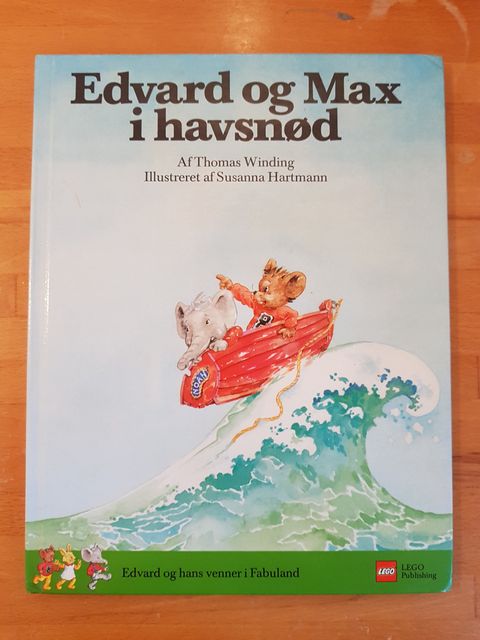 Edvard og Max
i havsnød
Af Thomas Winding
Illustreret af Susanna Hartmann
NOAH
Edvard og hans venner i Fabuland
LEGO
LEGO
Publishing